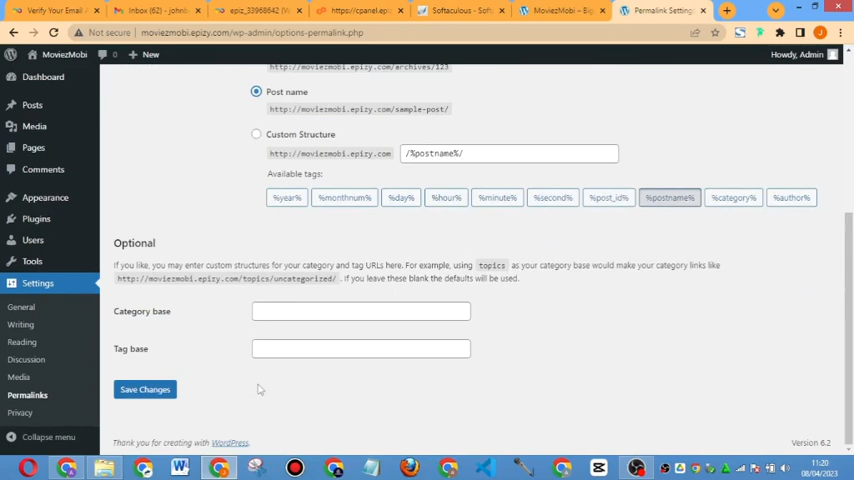 Verify Your Email A
Inbox (62) - johnb
epiz_33968642 (W
https://cpanel.epi
Softaculous - Soft
MoviezMobi – Big
Permalink Settings
Not secure | moviezmobi.epizy.com/wp-admin/options-permalink.php
MoviezMobi 0 New Howdy, Admin
Dashboard
Posts
Media
Pages
Comments
Appearance
Plugins
Users
Tools
Settings
General
Writing
Reading
Discussion
Media
Permalinks
Privacy
Collapse menu
http://moviezmobi.epizy.com/archives/123
Post name
http://moviezmobi.epizy.com/sample-post/
Custom Structure
http://moviezmobi.epizy.com /%postname%/
Available tags:
%year% %monthnum% %day% %hour% %minute% %second% %post_id% %postname% %category% %author%
Optional
If you like, you may enter custom structures for your category and tag URLs here. For example, using topics as your category base would make your category links like
http://moviezmobi.epizy.com/topics/uncategorized/ . If you leave these blank the defaults will be used.
Category base
Tag base
Save Changes
Thank you for creating with WordPress. Version 6.2
11:20
08/04/2023